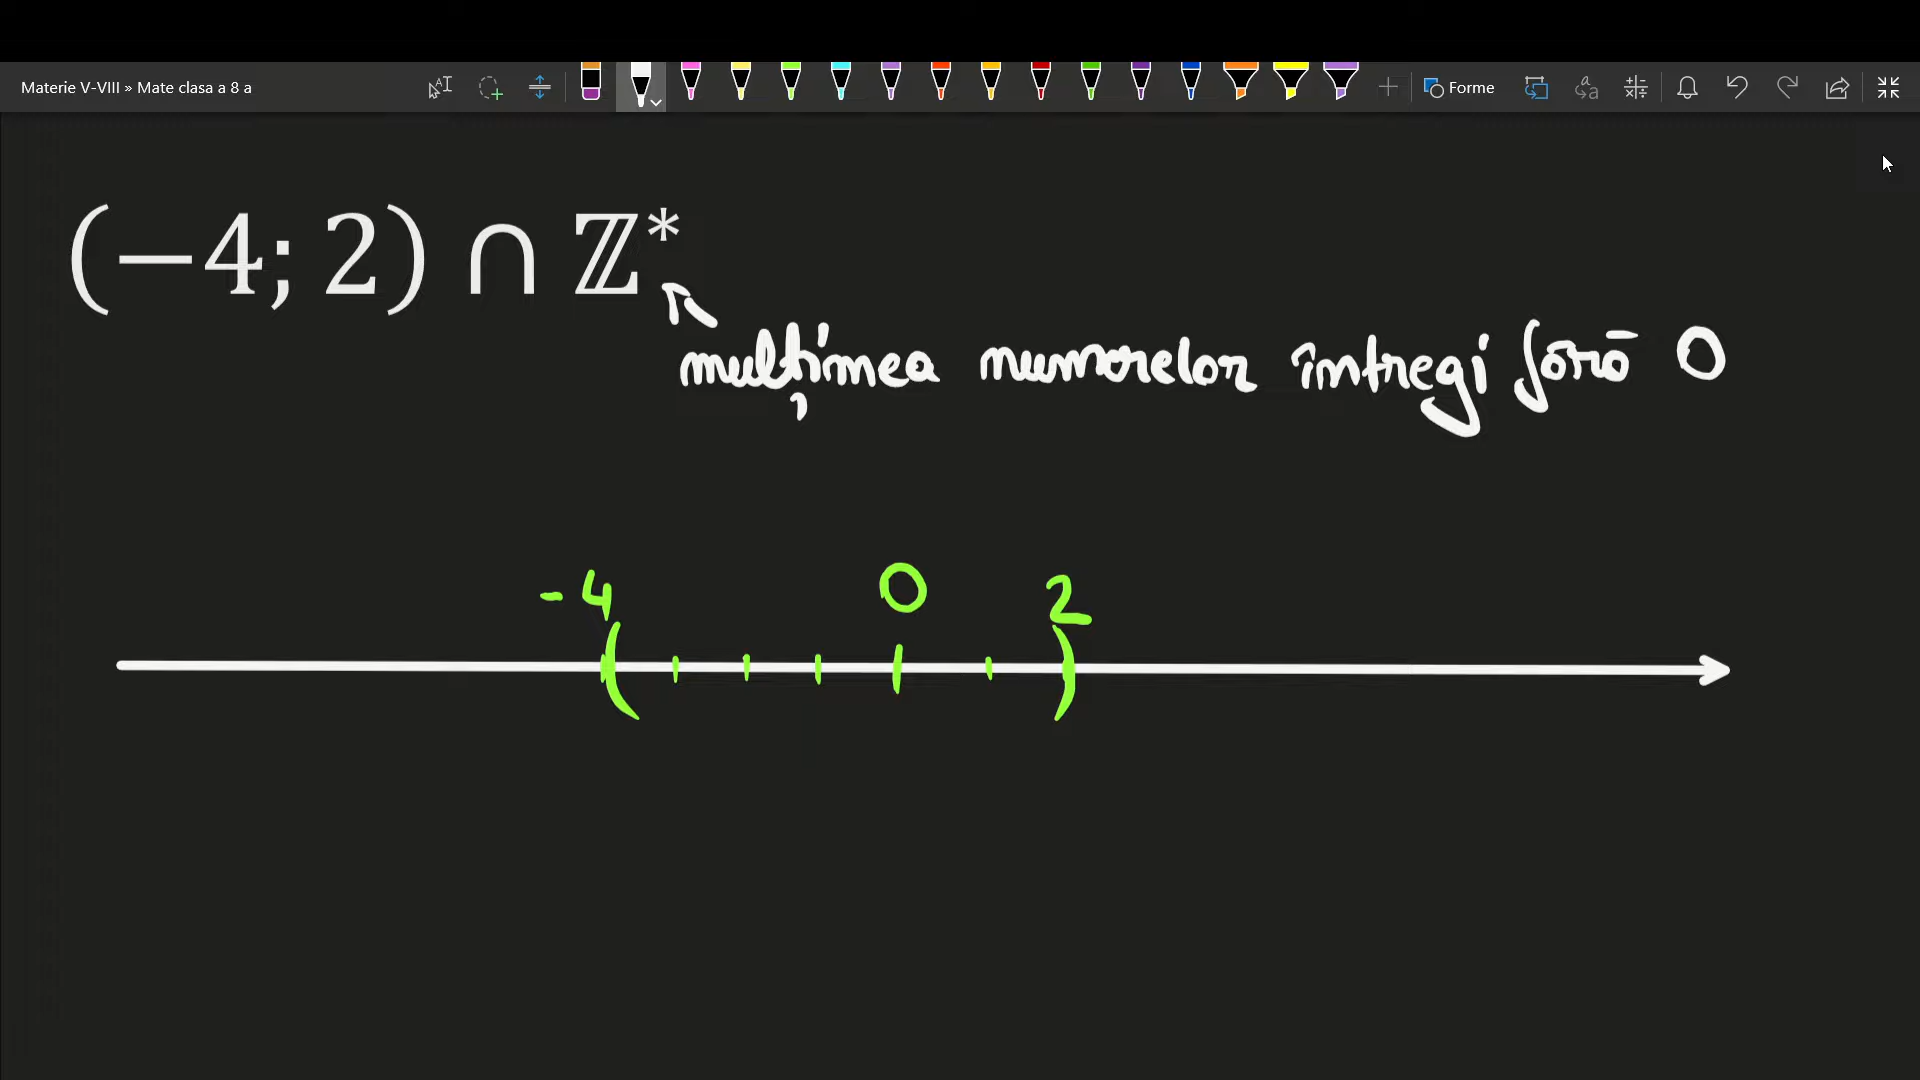 Materie V-VIII » Mate clasa a 8 a
Forme
(−4; 2) ∩ ℤ*
mulțimea numerelor întregi fără 0
-4 0 2